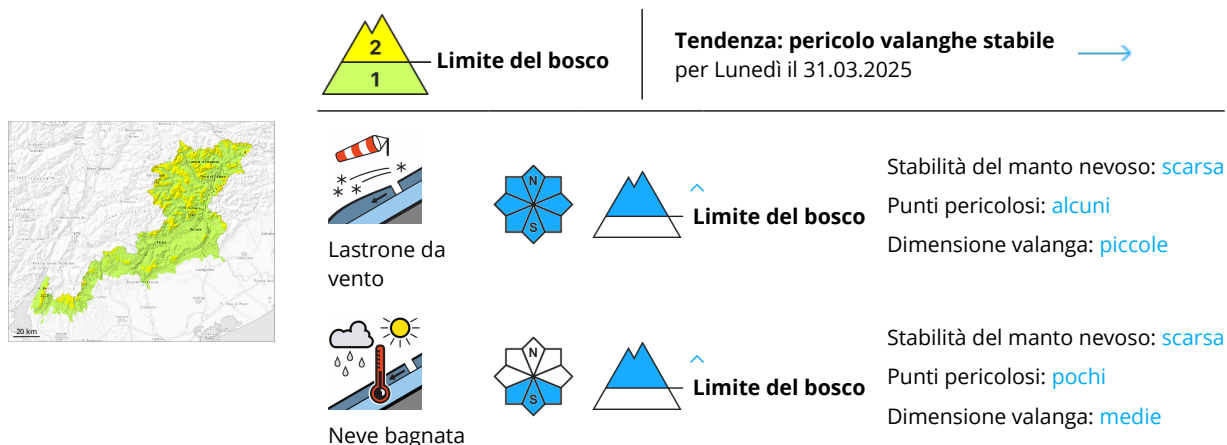 2
1
Limite del bosco
Tendenza: pericolo valanghe stabile
per Lunedì il 31.03.2025
20 km
Lastrone da
vento
N
S
Limite del bosco
Stabilità del manto nevoso: scarsa
Punti pericolosi: alcuni
Dimensione valanga: piccole
Neve bagnata
N
S
Limite del bosco
Stabilità del manto nevoso: scarsa
Punti pericolosi: pochi
Dimensione valanga: medie